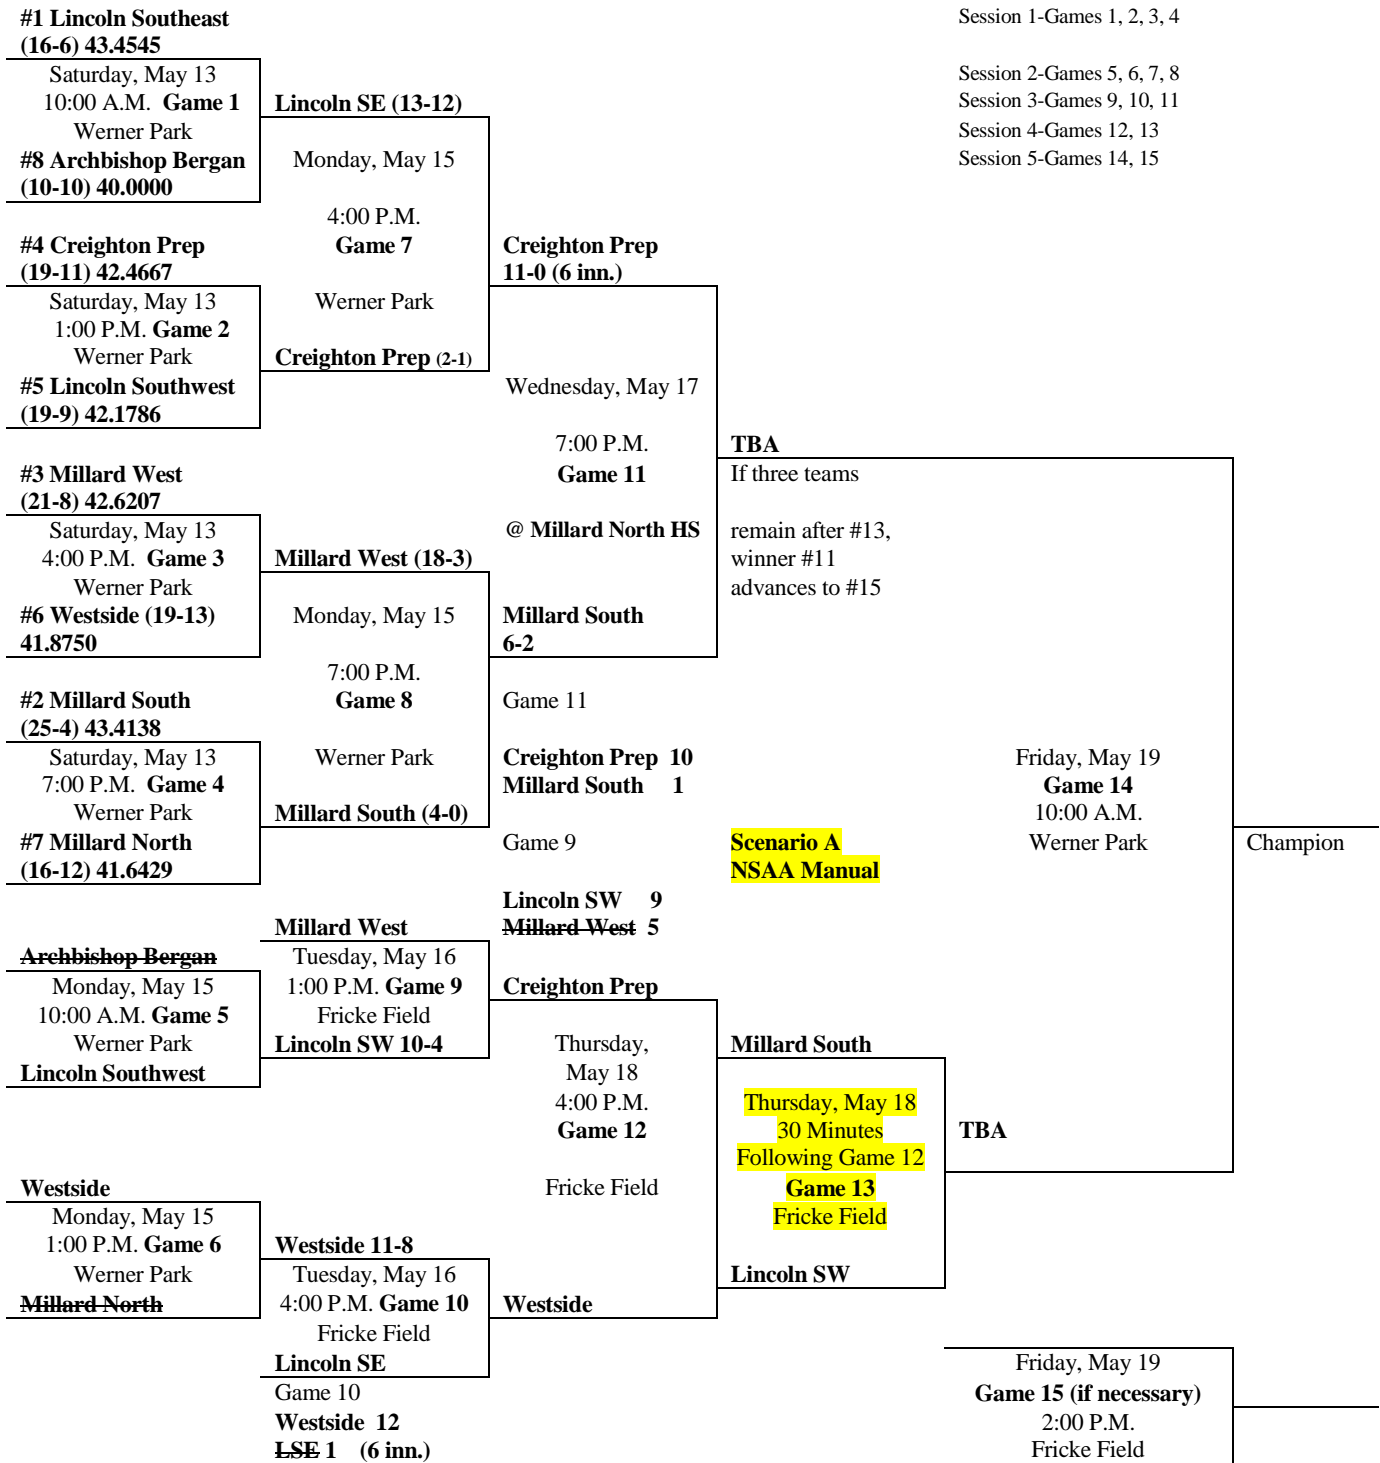 #1 Lincoln Southeast
(16-6) 43.4545
Saturday, May 13
10:00 A.M. Game 1
Werner Park
#8 Archbishop Bergan
(10-10) 40.0000
#4 Creighton Prep
(19-11) 42.4667
Saturday, May 13
1:00 P.M. Game 2
Werner Park
#5 Lincoln Southwest
(19-9) 42.1786
#3 Millard West
(21-8) 42.6207
Saturday, May 13
4:00 P.M. Game 3
Werner Park
#6 Westside (19-13)
41.8750
#2 Millard South
(25-4) 43.4138
Saturday, May 13
7:00 P.M. Game 4
Werner Park
#7 Millard North
(16-12) 41.6429
Archbishop Bergan
Monday, May 15
10:00 A.M. Game 5
Werner Park
Lincoln Southwest
Westside
Monday, May 15
1:00 P.M. Game 6
Werner Park
Millard North
Lincoln SE (13-12)
Monday, May 15
4:00 P.M.
Game 7
Werner Park
Creighton Prep (2-1)
Millard West (18-3)
Monday, May 15
7:00 P.M.
Game 8
Werner Park
Millard South (4-0)
Millard West
Tuesday, May 16
1:00 P.M. Game 9
Fricke Field
Lincoln SW 10-4
Westside 11-8
Tuesday, May 16
4:00 P.M. Game 10
Fricke Field
Lincoln SE
Game 10
Westside 12
LSE 1 (6 inn.)
Creighton Prep
11-0 (6 inn.)
Wednesday, May 17
7:00 P.M.
Game 11
@ Millard North HS
Millard South
6-2
Game 11
Creighton Prep 10
Millard South 1
Game 9
Lincoln SW 9
Millard West 5
Creighton Prep
Thursday,
May 18
4:00 P.M.
Game 12
Fricke Field
Westside
TBA
If three teams
remain after #13,
winner #11
advances to #15
Scenario A
NSAA Manual
Millard South
Thursday, May 18
30 Minutes
Following Game 12
Game 13
Fricke Field
Lincoln SW
Session 1-Games 1, 2, 3, 4
Session 2-Games 5, 6, 7, 8
Session 3-Games 9, 10, 11
Session 4-Games 12, 13
Session 5-Games 14, 15
Friday, May 19
Game 14
10:00 A.M.
Werner Park
TBA
Champion
Friday, May 19
Game 15 (if necessary)
2:00 P.M.
Fricke Field